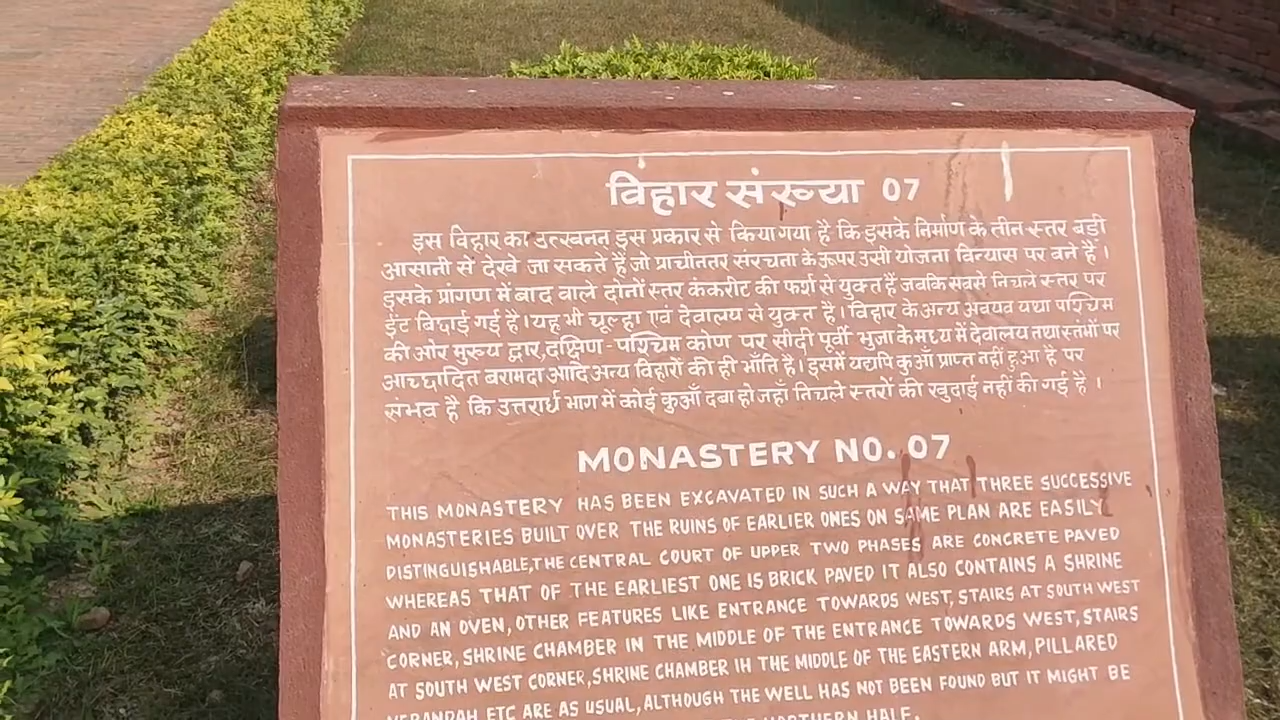 विहार संख्या 07
इस विहार का उत्खनन इस प्रकार से किया गया है कि इसके निर्माण के तीन स्तर बड़ी
आसानी से देखे जा सकते हैं जो प्राचीनतर संरचता के ऊपर उसी योजना विन्यास पर बने है ।
इसके प्रांगण में बाद वाले दोनों स्तर कंकरीट की फर्श से युक्त हैं जबकि सबसे निचले स्तर पर
ईंट बिछाई गई है । यह भी चूल्हा एवं देवालय से युक्त है । विहार के अन्य अवयव यथा पश्चिम
की ओर मुख्य द्वार, दक्षिण - पश्चिम कोण पर सीढ़ी पूर्वी भुजा के मध्य में देवालय तथा स्तंभों पर
आच्छादित बरामदा आदि अन्य विहारों की ही भाँति है । इसमें यद्यपि कुआँ प्राप्त नहीं हुआ है पर
संभव है कि उत्तरार्ध भाग में कोई कुआँ दबा हो जहाँ निचले स्तरों की खुदाई नहीं की गई है ।
MONASTERY NO. 07
THIS MONASTERY HAS BEEN EXCAVATED IN SUCH A WAY THAT THREE SUCCESSIVE
MONASTERIES BUILT OVER THE RUINS OF EARLIER ONES ON SAME PLAN ARE EASILY
DISTINGUISHABLE, THE CENTRAL COURT OF UPPER TWO PHASES ARE CONCRETE PAVED
WHEREAS THAT OF THE EARLIEST ONE IS BRICK PAVED IT ALSO CONTAINS A SHRINE
AND AN OVEN, OTHER FEATURES LIKE ENTRANCE TOWARDS WEST, STAIRS AT SOUTH WEST
CORNER, SHRINE CHAMBER IN THE MIDDLE OF THE ENTRANCE TOWARDS WEST, STAIRS
AT SOUTH WEST CORNER, SHRINE CHAMBER IH THE MIDDLE OF THE EASTERN ARM, PILLARED
VERANDAH ETC ARE AS USUAL, ALTHOUGH THE WELL HAS NOT BEEN FOUND BUT IT MIGHT BE
NORTHERN HALF.